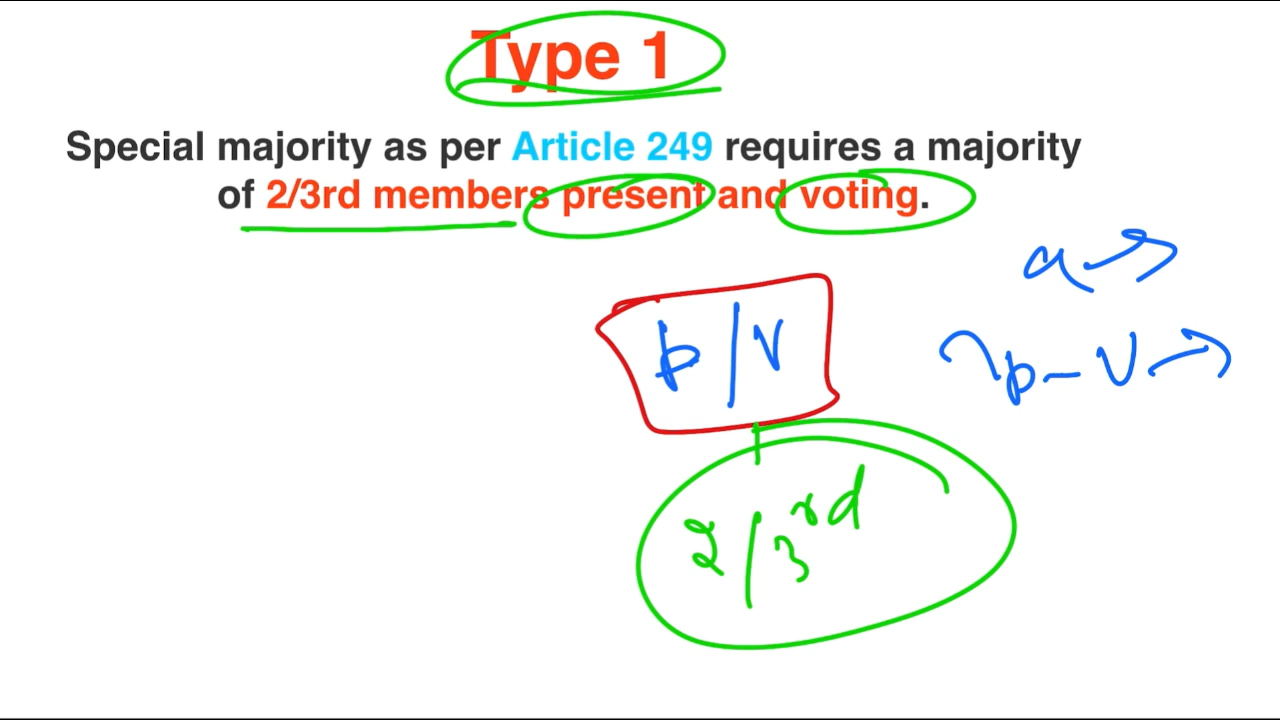 Type 1
Special majority as per Article 249 requires a majority
of 2/3rd members present and voting.
a
p/V
p-V
2/3rd